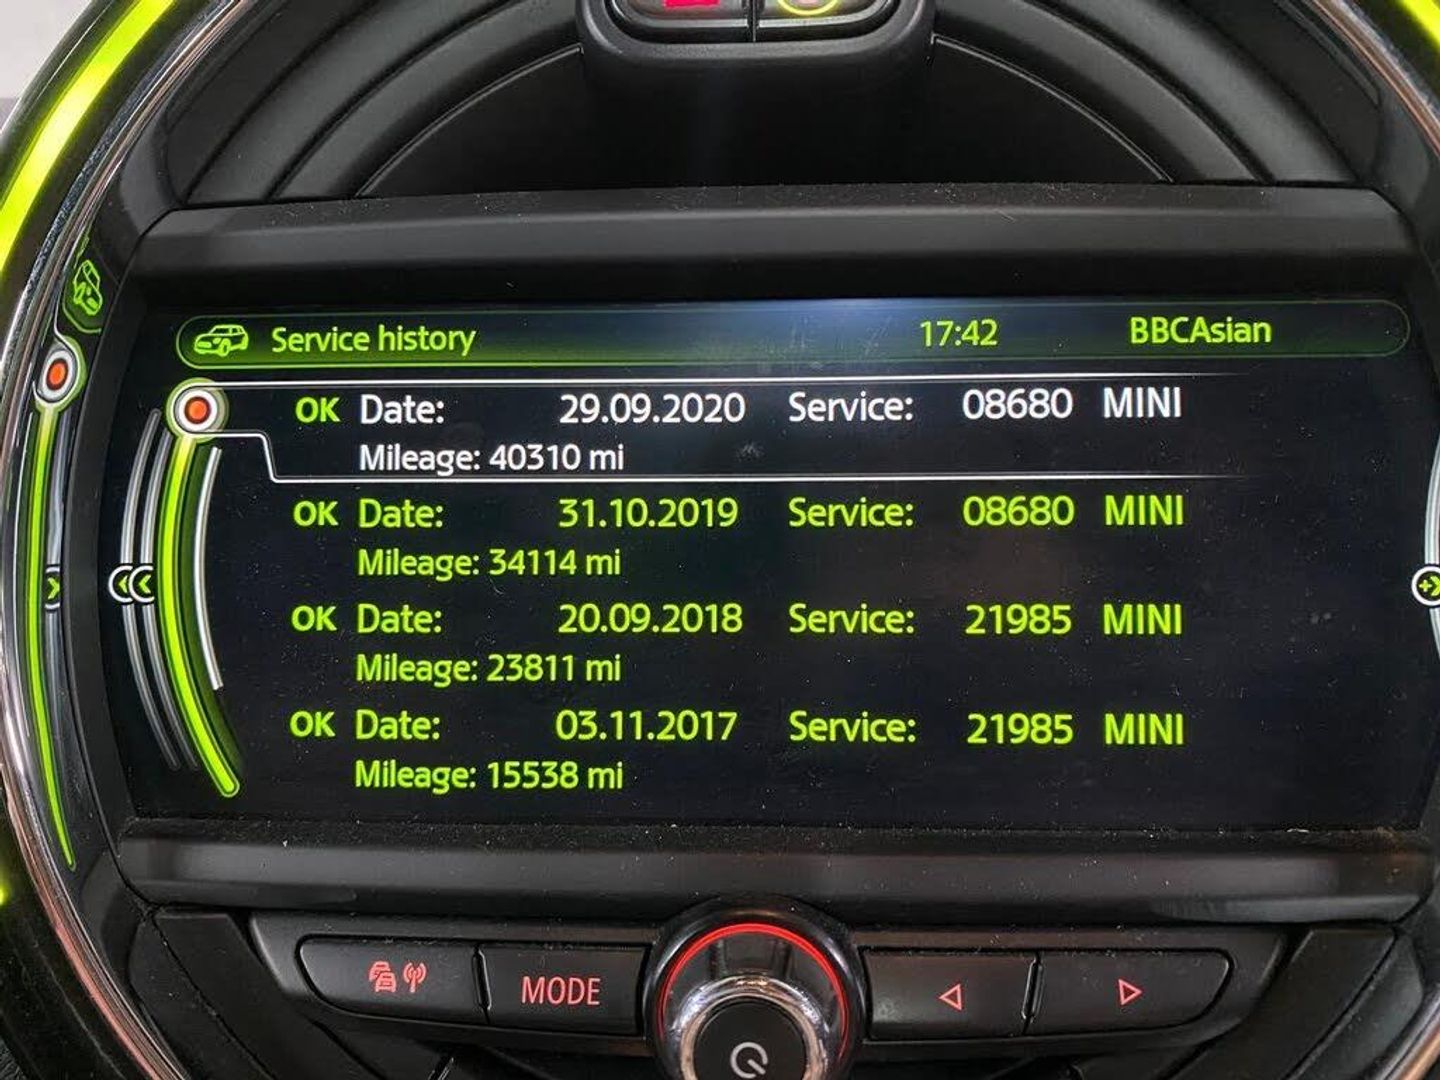 Service history 17:42 BBCAsian
OK Date: 29.09.2020 Service: 08680 MINI
Mileage: 40310 mi
OK Date: 31.10.2019 Service: 08680 MINI
Mileage: 34114 mi
OK Date: 20.09.2018 Service: 21985 MINI
Mileage: 23811 mi
OK Date: 03.11.2017 Service: 21985 MINI
Mileage: 15538 mi
MODE